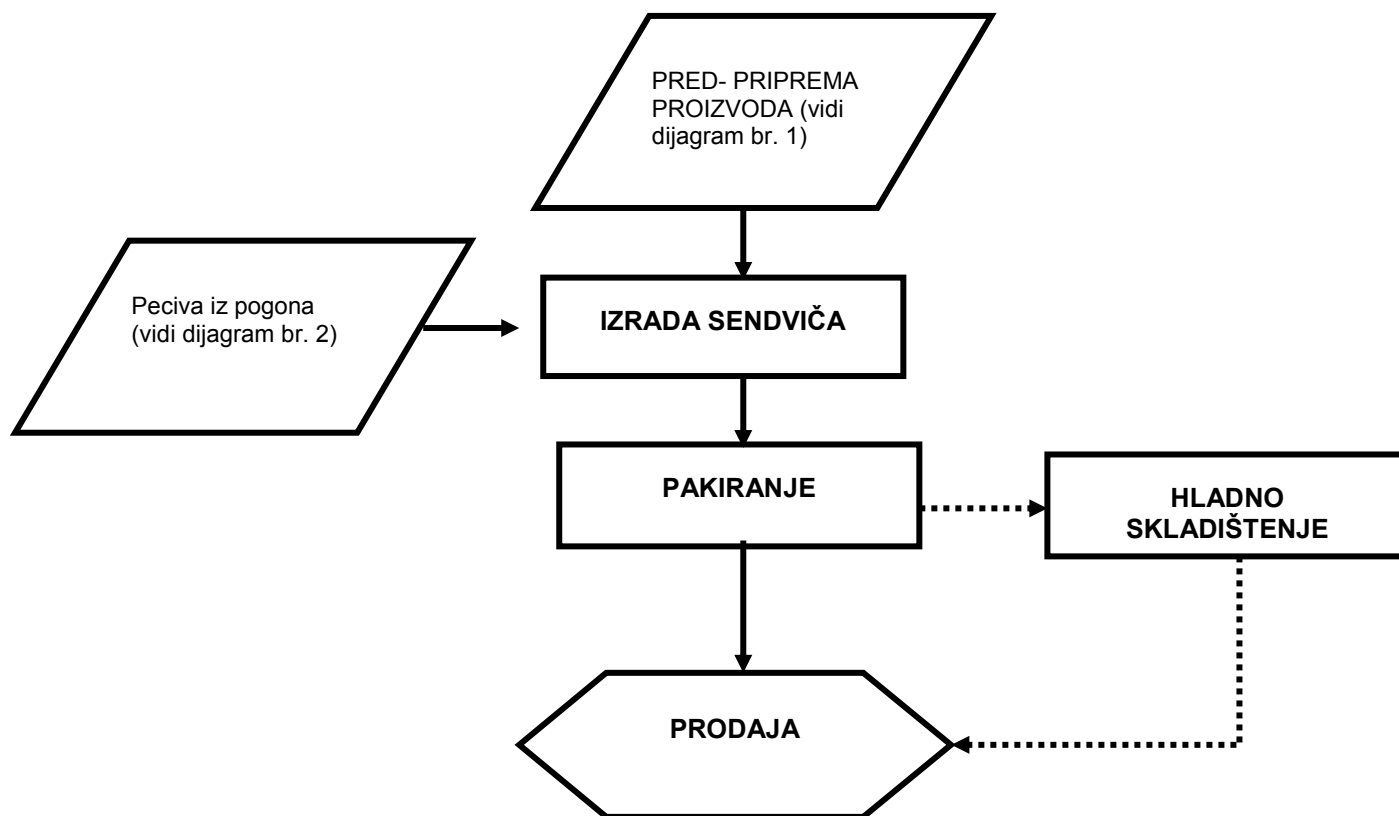 PRED- PRIPREMA
PROIZVODA (vidi
dijagram br. 1)
Peciva iz pogona
(vidi dijagram br. 2)
IZRADA SENDVIČA
PAKIRANJE
HLADNO
SKLADIŠTENJE
PRODAJA